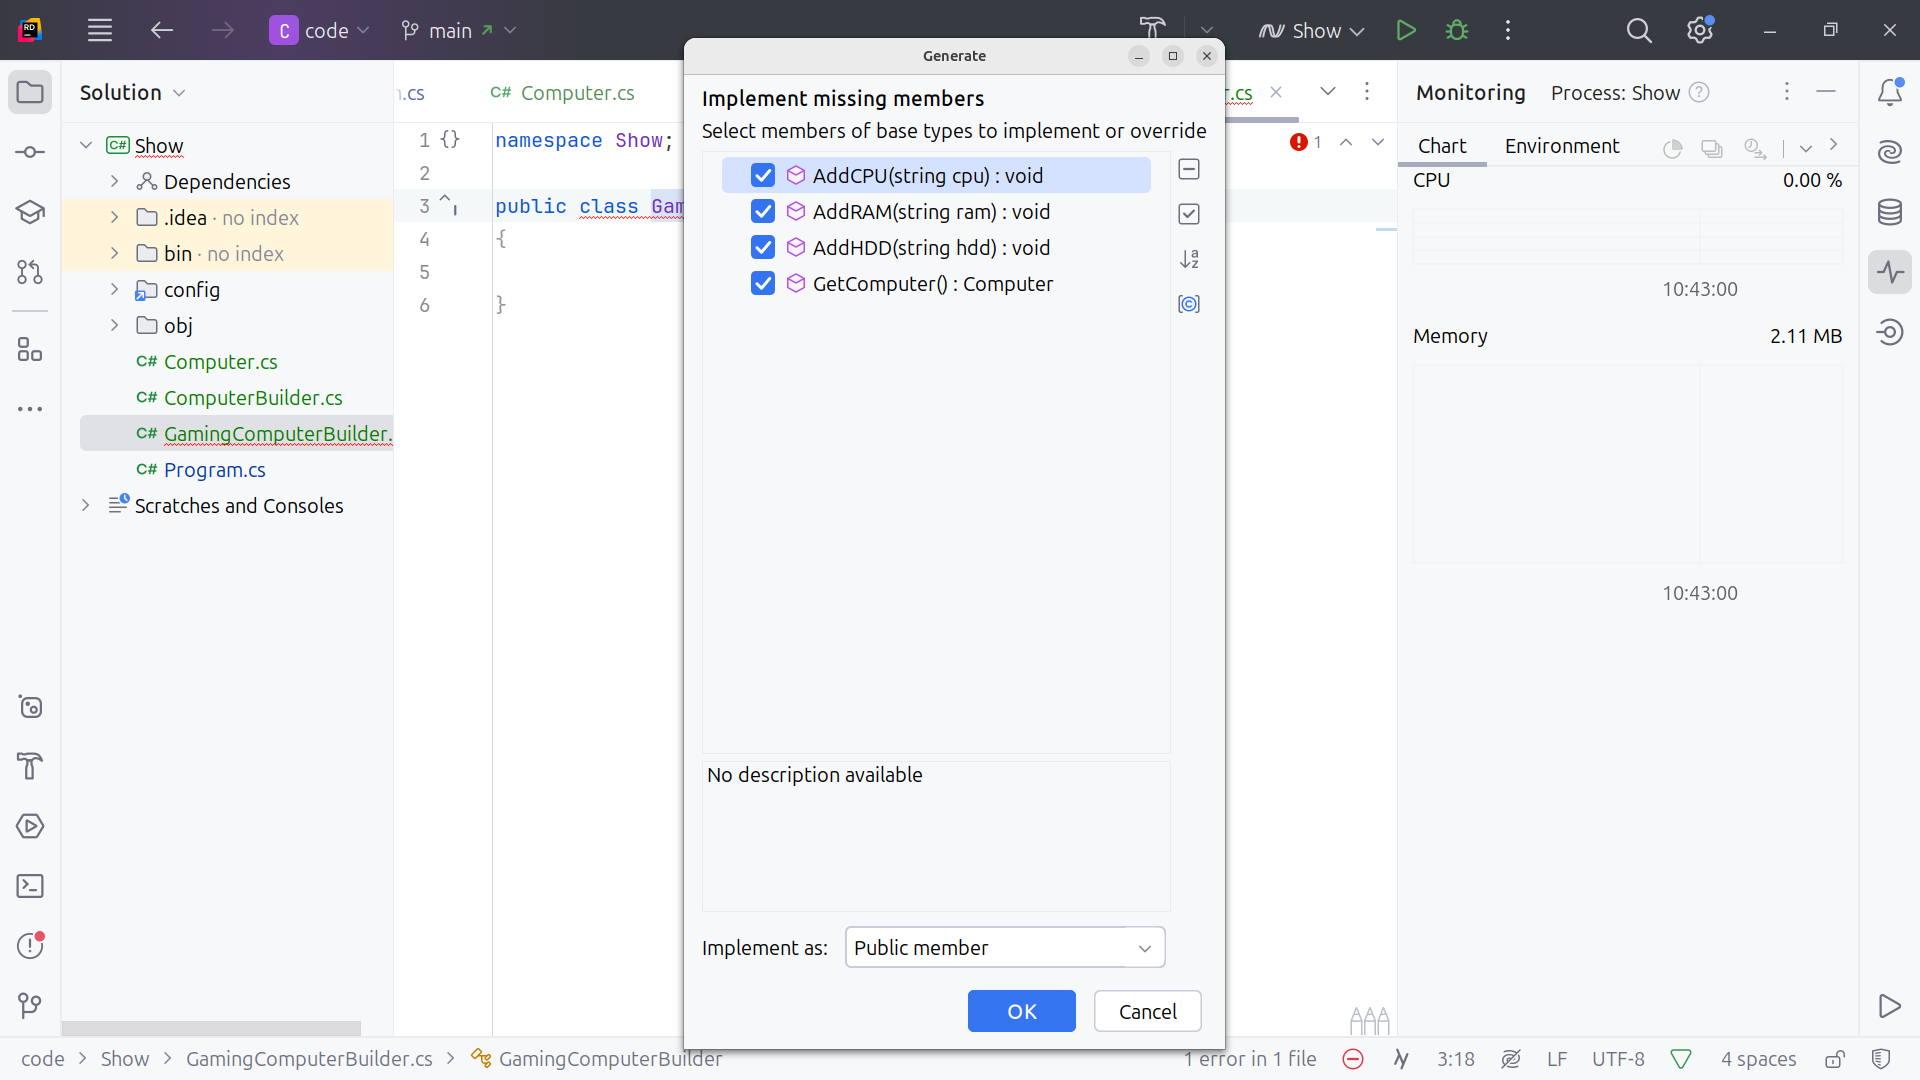 C code main Show
Generate
Solution
Show
Dependencies
.idea · no index
bin · no index
config
obj
C# Computer.cs
C# ComputerBuilder.cs
C# GamingComputerBuilder.
C# Program.cs
Scratches and Consoles
C# Computer.cs
1 {} namespace Show;
2
3 public class Gam
4 {
5
6 }
1
Implement missing members
Select members of base types to implement or override
AddCPU(string cpu) : void
AddRAM(string ram) : void
AddHDD(string hdd) : void
GetComputer() : Computer
No description available
Implement as: Public member
OK Cancel
Monitoring Process: Show
Chart Environment
CPU 0.00 %
10:43:00
Memory 2.11 MB
10:43:00
code Show GamingComputerBuilder.cs GamingComputerBuilder
1 error in 1 file 3:18 LF UTF-8 4 spaces